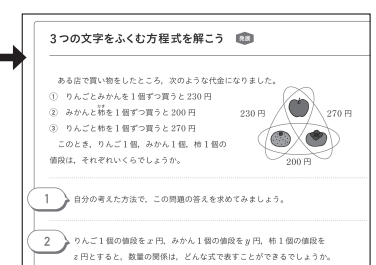 3つの文字をふくむ方程式を解こう 発展
ある店で買い物をしたところ，次のような代金になりました。
① りんごとみかんを1個ずつ買うと230円
② みかんと柿を1個ずつ買うと200円
かき
③ りんごと柿を1個ずつ買うと270円
このとき，りんご1個，みかん1個，柿1個の
値段は，それぞれいくらでしょうか。
230円
270円
200円
1 自分の考えた方法で，この問題の答えを求めてみましょう。
2 りんご1個の値段をx円，みかん1個の値段をy円，柿1個の値段を
z円とすると，数量の関係は，どんな式で表すことができるでしょうか。